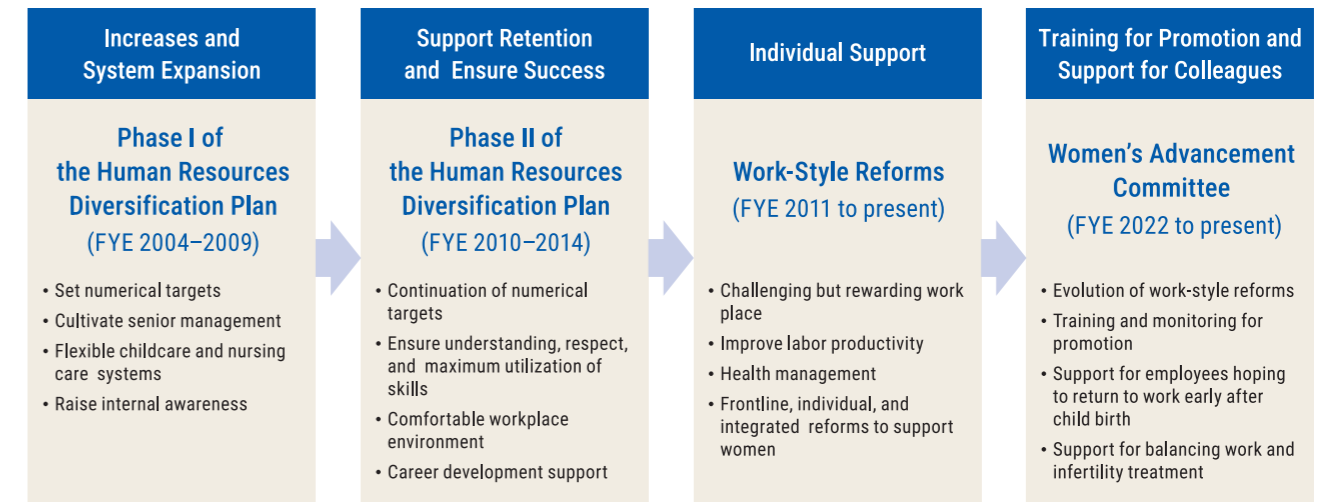 Increases and
System Expansion
Phase I of
the Human Resources
Diversification Plan
(FYE 2004–2009)
• Set numerical targets
• Cultivate senior management
• Flexible childcare and nursing
care systems
• Raise internal awareness
Support Retention
and Ensure Success
Phase II of
the Human Resources
Diversification Plan
(FYE 2010–2014)
• Continuation of numerical
targets
• Ensure understanding, respect,
and maximum utilization of
skills
• Comfortable workplace
environment
• Career development support
Individual Support
Work-Style Reforms
(FYE 2011 to present)
• Challenging but rewarding work
place
• Improve labor productivity
• Health management
• Frontline, individual, and
integrated reforms to support
women
Training for Promotion and
Support for Colleagues
Women’s Advancement
Committee
(FYE 2022 to present)
• Evolution of work-style reforms
• Training and monitoring for
promotion
• Support for employees hoping
to return to work early after
child birth
• Support for balancing work and
infertility treatment